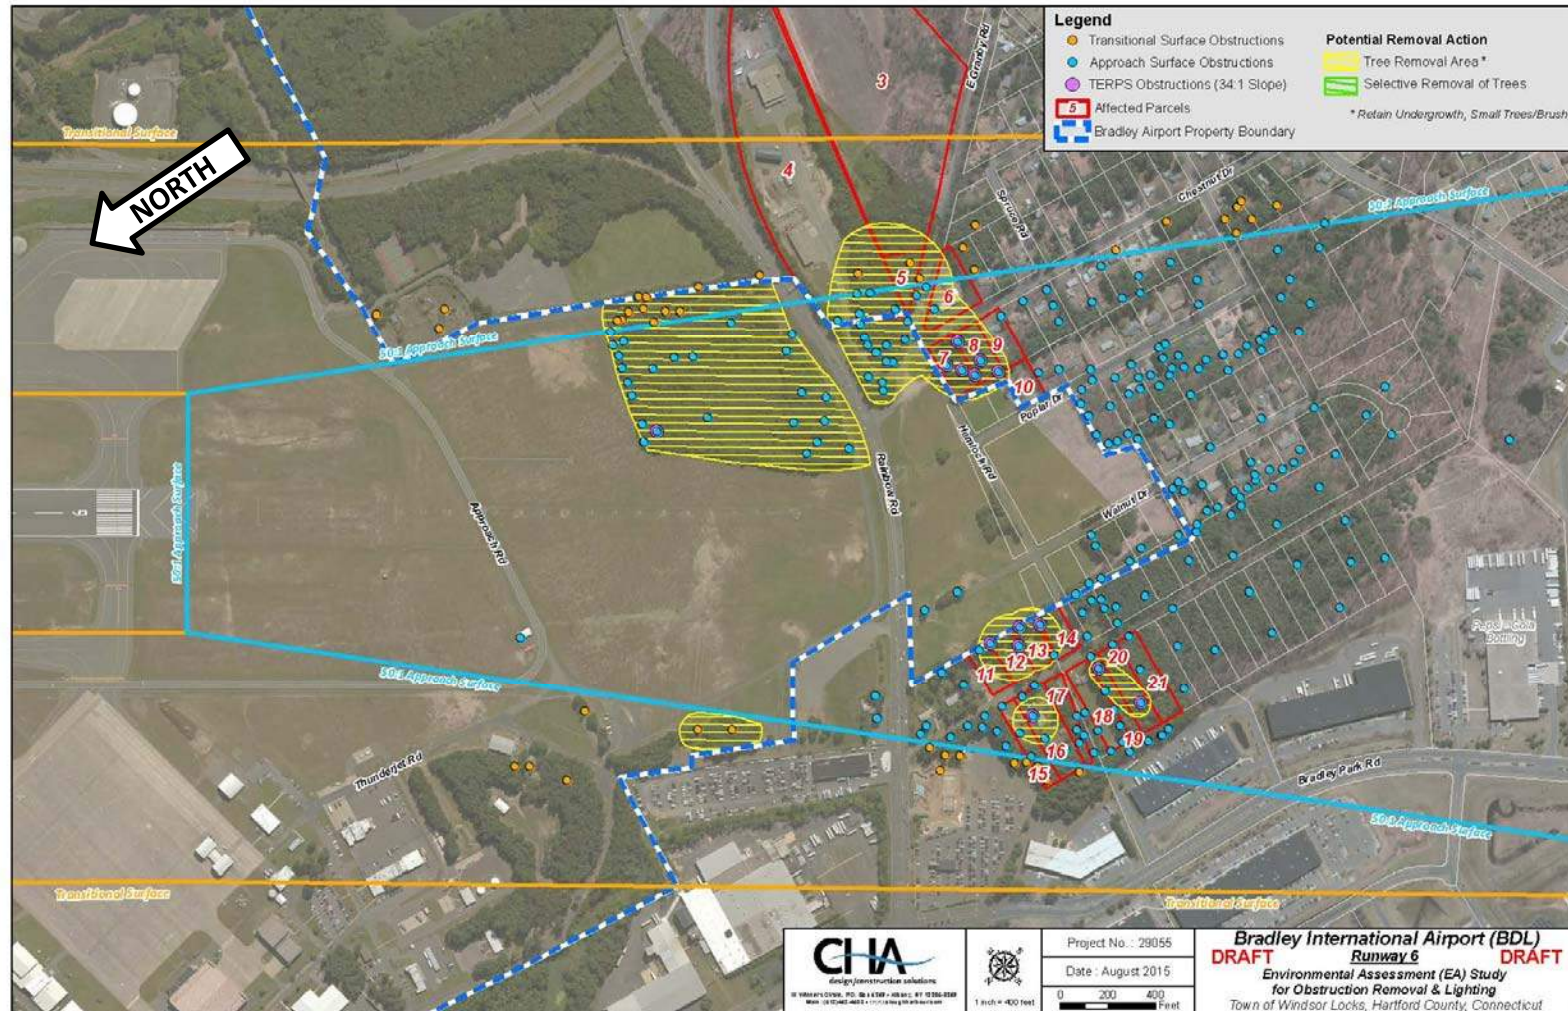 Legend
Transitional Surface Obstructions
Approach Surface Obstructions
TERPS Obstructions (34:1 Slope)
5 Affected Parcels
Bradley Airport Property Boundary
Potential Removal Action
Tree Removal Area *
Selective Removal of Trees
* Retain Undergrowth, Small Trees/Brush
NORTH
Transitional Surface
3
E Granby Rd
4
Spruce Rd
Chestnut Dr
50:1 Approach Surface
5
6
50:1 Approach Surface
7
8
9
10
Poplar Dr
Hemlock Rd
Rainbow Rd
Walnut Dr
50:1 Approach Surface
Approach Rd
50:1 Approach Surface
11
12
13
14
15
16
17
18
19
20
21
Thunderjet Rd
Bradley Park Rd
50:1 Approach Surface
Transitional Surface
Transitional Surface
CHA
design/construction solutions
1 inch = 400 feet
Project No.: 29055
Date: August 2015
0 200 400
Feet
Bradley International Airport (BDL)
DRAFT Runway 6 DRAFT
Environmental Assessment (EA) Study
for Obstruction Removal & Lighting
Town of Windsor Locks, Hartford County, Connecticut